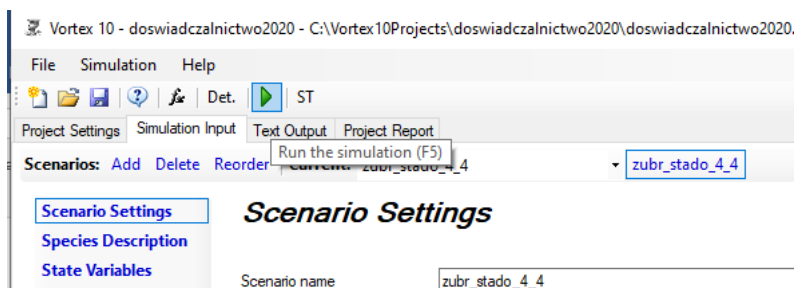 Vortex 10 - doswiadczalnictwo2020 - C:\Vortex10Projects\doswiadczalnictwo2020\doswiadczalnictwo2020.
File Simulation Help
Det. ST
Project Settings Simulation Input Text Output Project Report
Run the simulation (F5)
Scenarios: Add Delete Reorder Current: zubr_stado_4_4 zubr_stado_4_4
Scenario Settings Scenario Settings
Species Description
State Variables
Scenario name zubr_stado_4_4